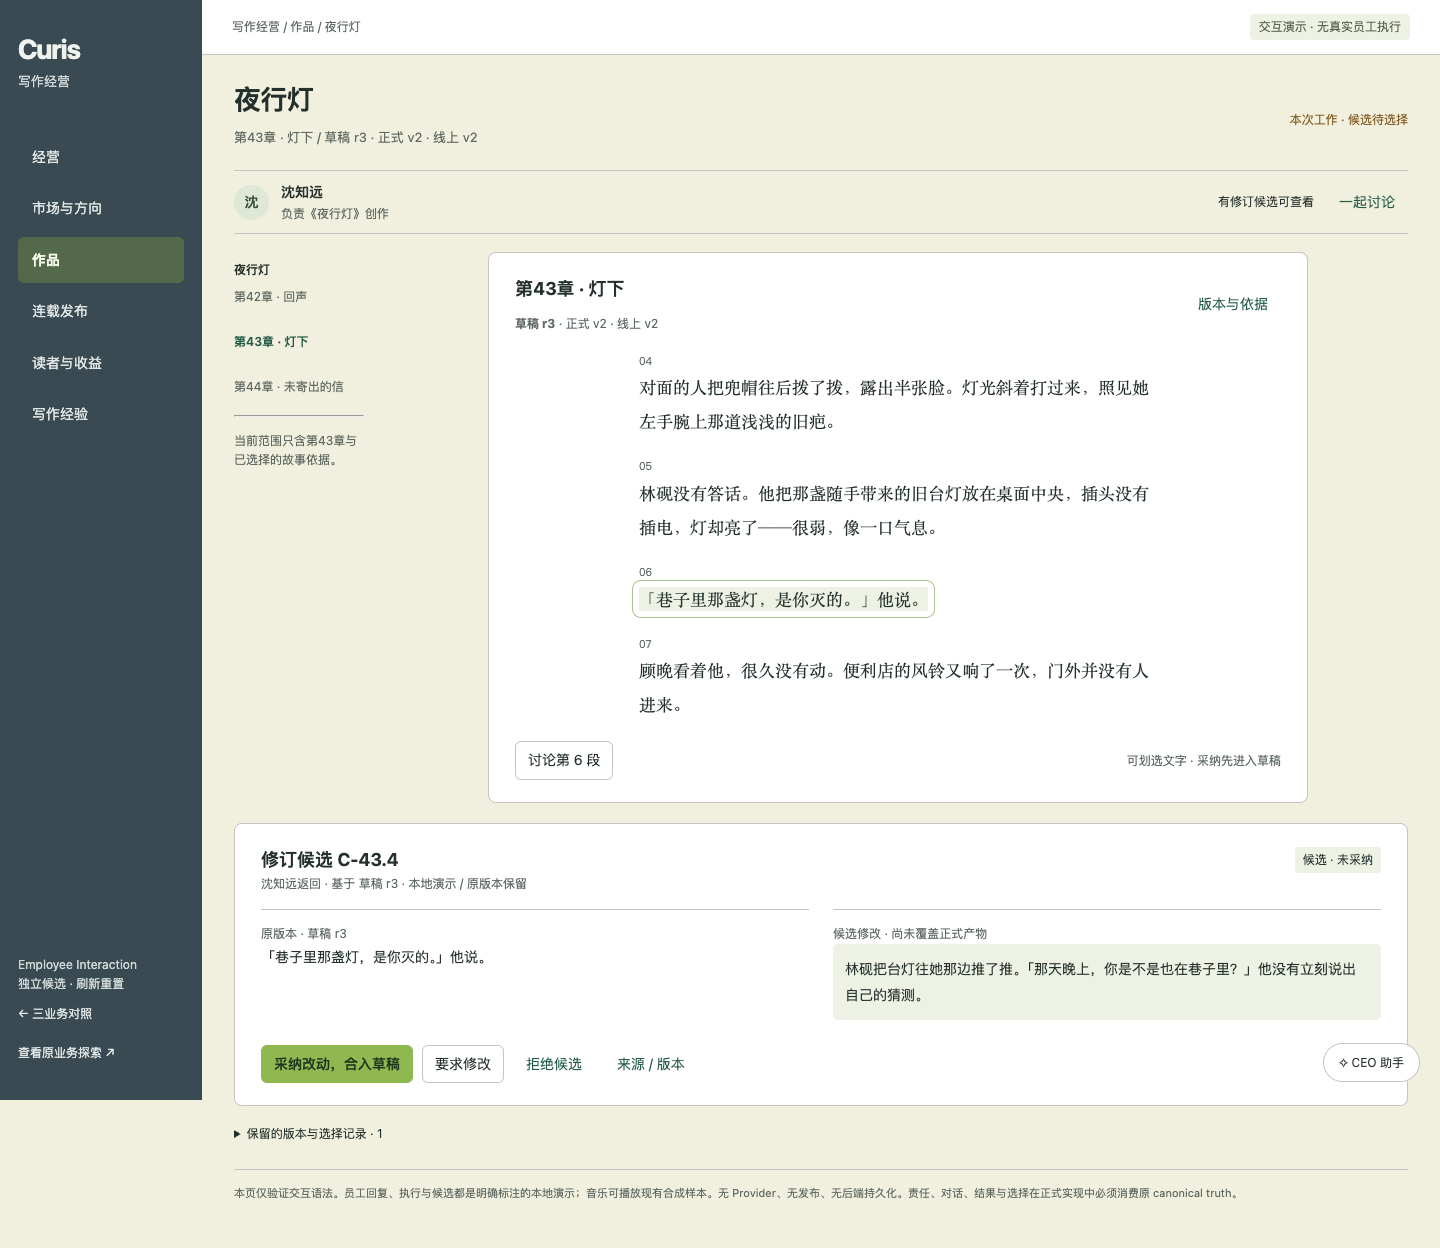 Curis
写作经营
经营
市场与方向
作品
连载发布
读者与收益
写作经验
Employee Interaction
独立候选 · 刷新重置
← 三业务对照
查看原业务探索 ↗
写作经营 / 作品 / 夜行灯
交互演示 · 无真实员工执行
夜行灯
第43章 · 灯下 / 草稿 r3 · 正式 v2 · 线上 v2
本次工作 · 候选待选择
沈
沈知远
负责《夜行灯》创作
有修订候选可查看
一起讨论
夜行灯
第42章 · 回声
第43章 · 灯下
第44章 · 未寄出的信
当前范围只含第43章与
已选择的故事依据。
第43章 · 灯下
草稿 r3 · 正式 v2 · 线上 v2
版本与依据
04
对面的人把兜帽往后拨了拨，露出半张脸。灯光斜着打过来，照见她
左手腕上那道浅浅的旧疤。
05
林砚没有答话。他把那盏随手带来的旧台灯放在桌面中央，插头没有
插电，灯却亮了——很弱，像一口气息。
06
「巷子里那盏灯，是你灭的。」他说。
07
顾晚看着他，很久没有动。便利店的风铃又响了一次，门外并没有人
进来。
讨论第 6 段
可划选文字 · 采纳先进入草稿
修订候选 C-43.4
沈知远返回 · 基于 草稿 r3 · 本地演示 / 原版本保留
候选 · 未采纳
原版本 · 草稿 r3
「巷子里那盏灯，是你灭的。」他说。
候选修改 · 尚未覆盖正式产物
林砚把台灯往她那边推了推。「那天晚上，你是不是也在巷子里？」他没有立刻说出
自己的猜测。
采纳改动，合入草稿
要求修改
拒绝候选
来源 / 版本
✧ CEO 助手
▶ 保留的版本与选择记录 · 1
本页仅验证交互语法。员工回复、执行与候选都是明确标注的本地演示；音乐可播放现有合成样本。无 Provider、无发布、无后端持久化。责任、对话、结果与选择在正式实现中必须消费原 canonical truth。